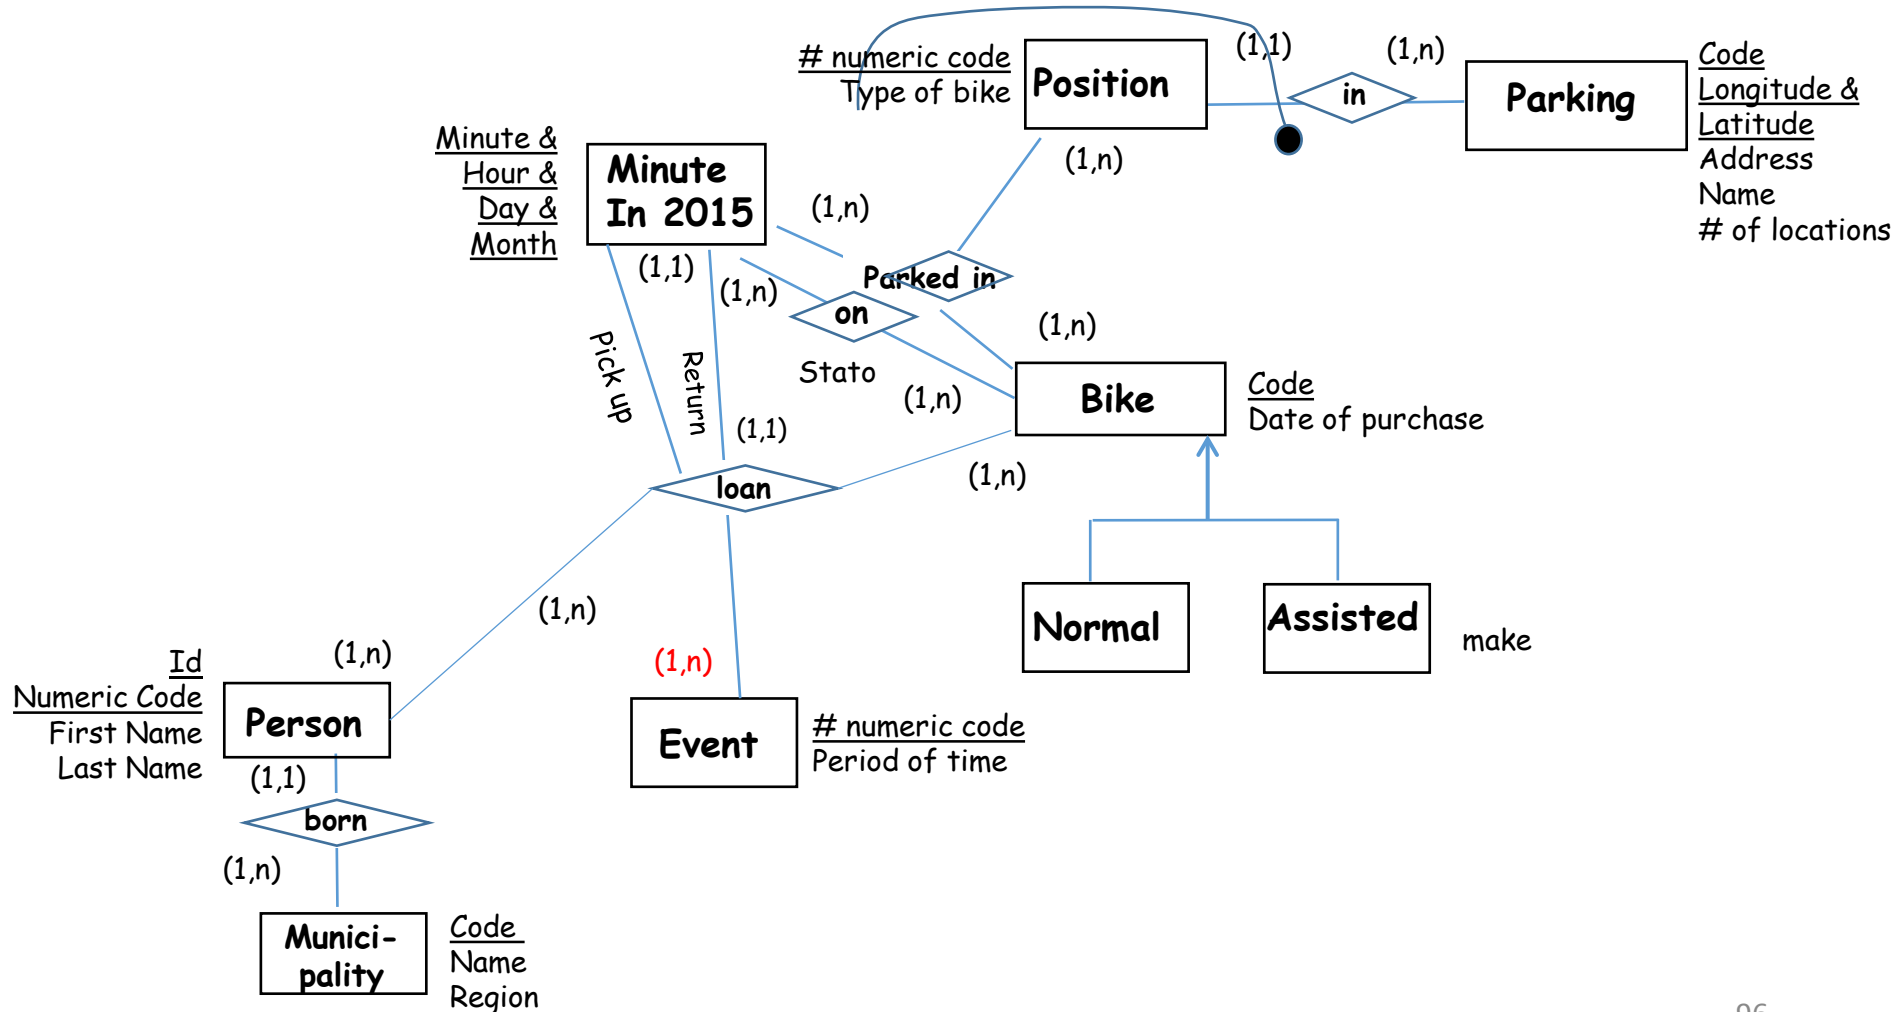 (1,1)
(1,n)
# numeric code
Type of bike
Position
in
Parking
Code
Longitude &
Latitude
Address
Name
# of locations
(1,n)
Minute &
Hour &
Day &
Month
Minute
In 2015
(1,n)
(1,1)
(1,n)
Parked in
on
(1,n)
Pick up
Return
Stato
(1,n)
Bike
Code
Date of purchase
(1,1)
loan
(1,n)
(1,n)
Normal
Assisted
make
(1,n)
(1,n)
Id
Numeric Code
First Name
Last Name
Person
Event
# numeric code
Period of time
(1,1)
born
(1,n)
Munici-
pality
Code
Name
Region
96